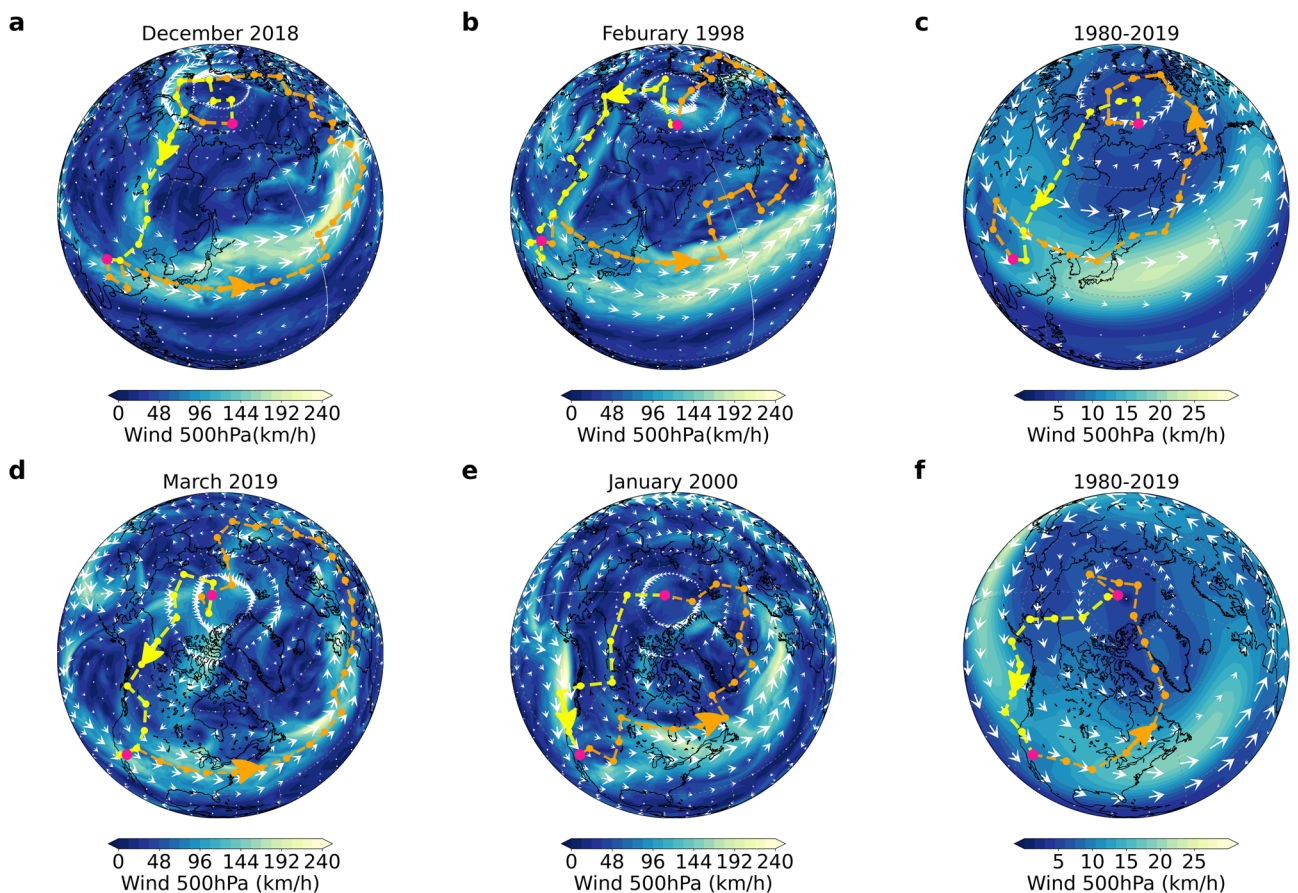 a
December 2018
b
Feburary 1998
c
1980-2019
0 48 96 144 192 240
Wind 500hPa(km/h)
0 48 96 144 192 240
Wind 500hPa(km/h)
5 10 15 20 25
Wind 500hPa (km/h)
d
March 2019
e
January 2000
f
1980-2019
0 48 96 144 192 240
Wind 500hPa (km/h)
0 48 96 144 192 240
Wind 500hPa (km/h)
5 10 15 20 25
Wind 500hPa (km/h)